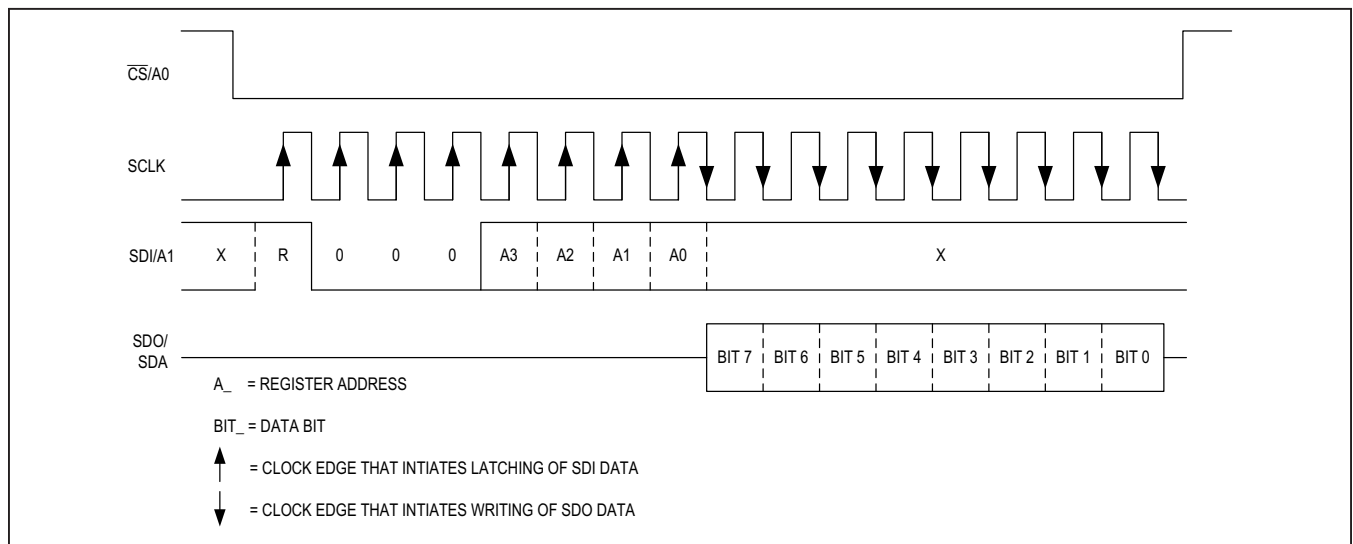 CS/A0
SCLK
SDI/A1 X R 0 0 0 A3 A2 A1 A0 X
SDO/
SDA
BIT 7 BIT 6 BIT 5 BIT 4 BIT 3 BIT 2 BIT 1 BIT 0
A_ = REGISTER ADDRESS
BIT_ = DATA BIT
= CLOCK EDGE THAT INTIATES LATCHING OF SDI DATA
= CLOCK EDGE THAT INTIATES WRITING OF SDO DATA